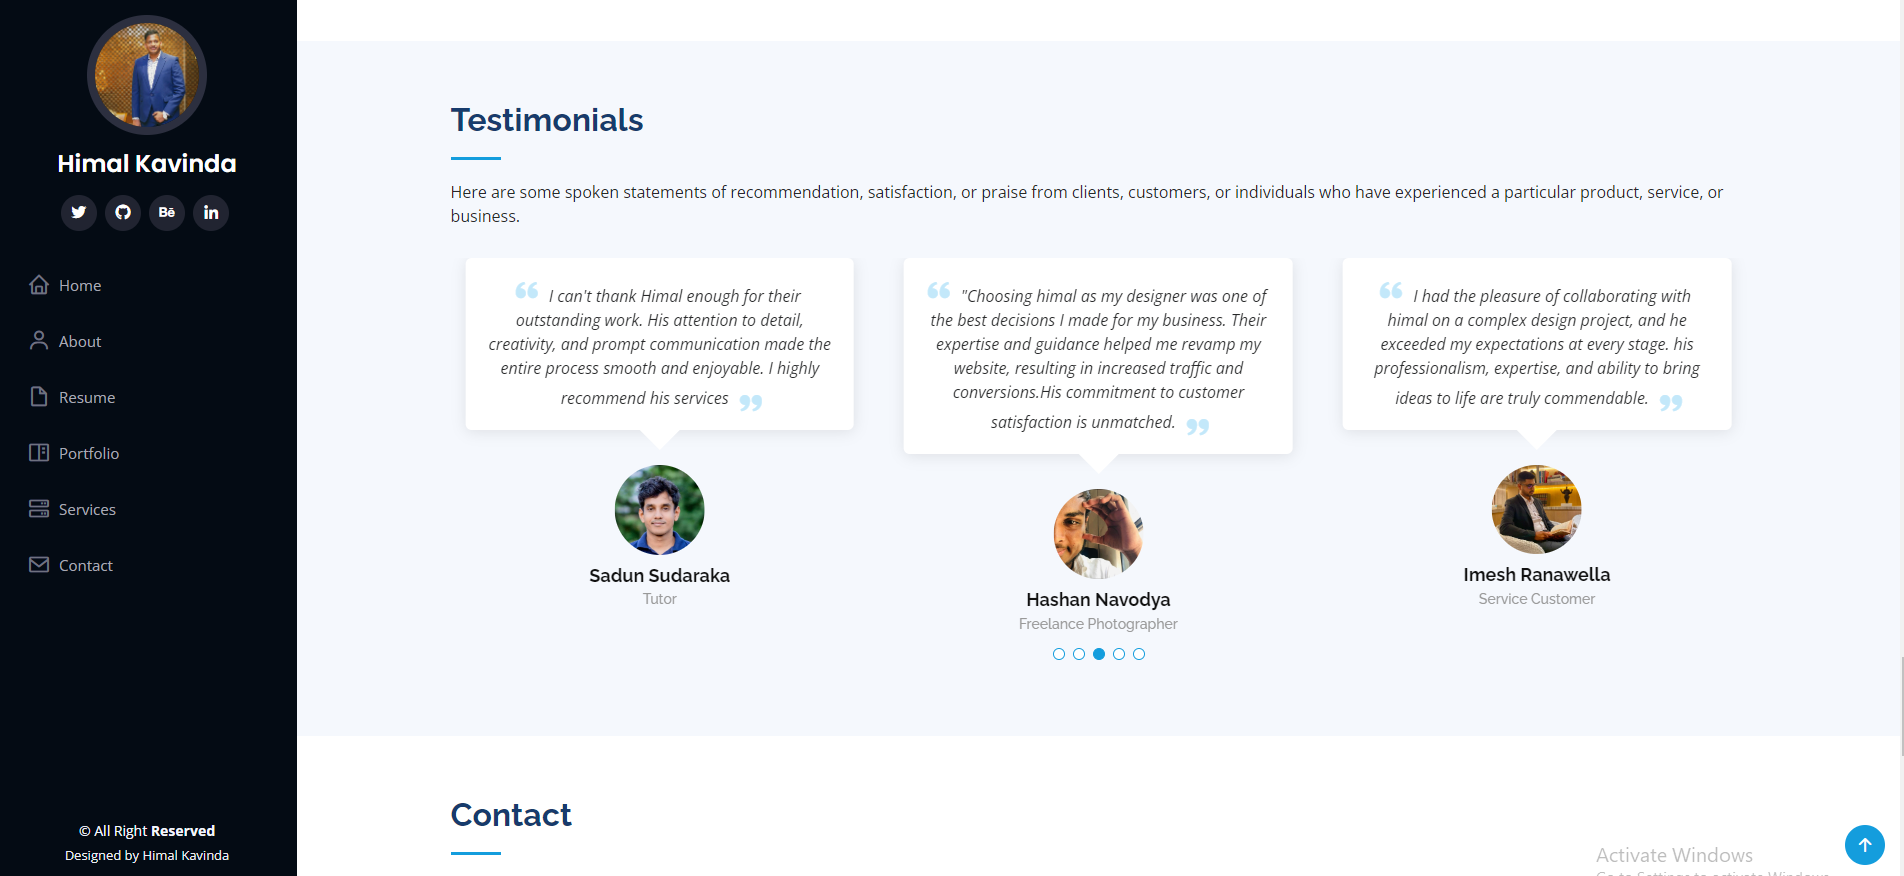 Himal Kavinda
Bē
Home
About
Resume
Portfolio
Services
Contact
© All Right Reserved
Designed by Himal Kavinda
Testimonials
Here are some spoken statements of recommendation, satisfaction, or praise from clients, customers, or individuals who have experienced a particular product, service, or
business.
“ I can't thank Himal enough for their
outstanding work. His attention to detail,
creativity, and prompt communication made the
entire process smooth and enjoyable. I highly
recommend his services ”
Sadun Sudaraka
Tutor
“ "Choosing himal as my designer was one of
the best decisions I made for my business. Their
expertise and guidance helped me revamp my
website, resulting in increased traffic and
conversions.His commitment to customer
satisfaction is unmatched. ”
Hashan Navodya
Freelance Photographer
“ I had the pleasure of collaborating with
himal on a complex design project, and he
exceeded my expectations at every stage. his
professionalism, expertise, and ability to bring
ideas to life are truly commendable. ”
Imesh Ranawella
Service Customer
Contact
Activate Windows
Go to Settings to activate Windows.